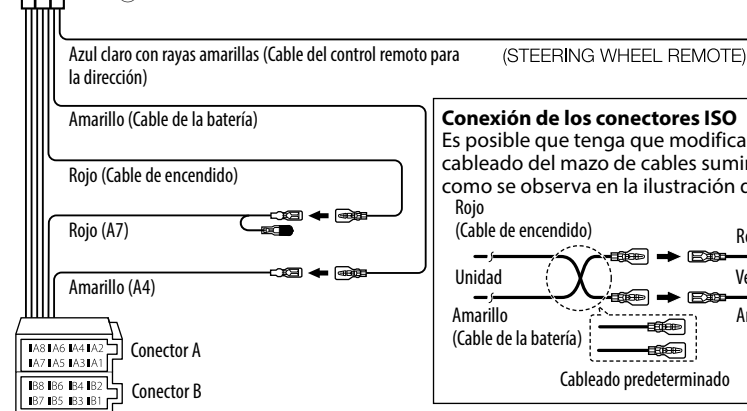 Azul claro con rayas amarillas (Cable del control remoto para
la dirección)
(STEERING WHEEL REMOTE)
Amarillo (Cable de la batería)
Rojo (Cable de encendido)
Rojo (A7)
Amarillo (A4)
Conector A
A8 A6 A4 A2
A7 A5 A3 A1
Conector B
B8 B6 B4 B2
B7 B5 B3 B1
Conexión de los conectores ISO
Es posible que tenga que modifica
cableado del mazo de cables
como se observa en la ilustración
Rojo
(Cable de encendido)
Unidad
Amarillo
(Cable de la batería)
Cableado predeterminado